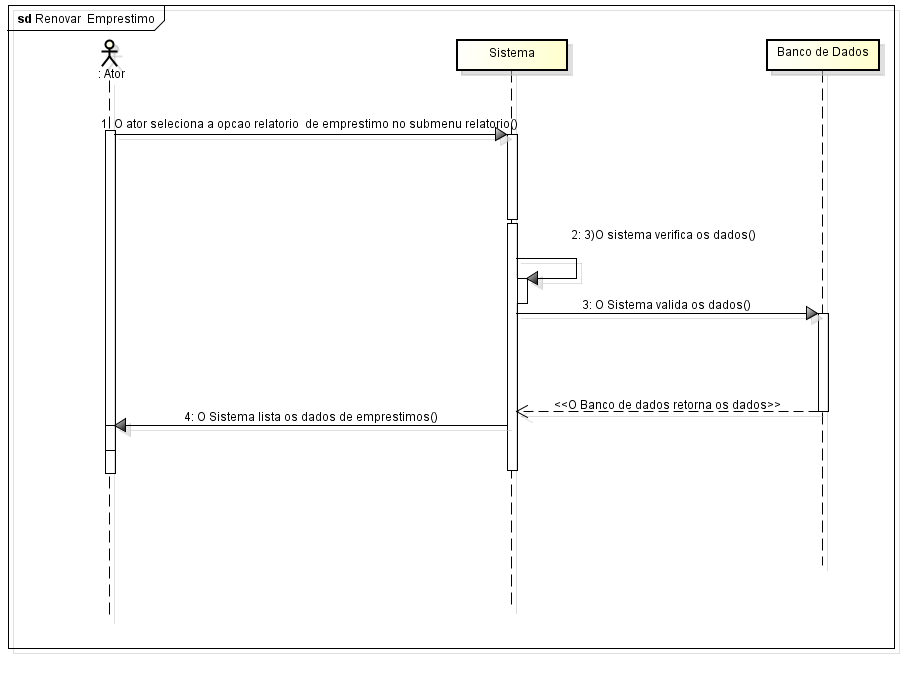 sd Renovar Emprestimo
: Ator
Sistema
Banco de Dados
1: O ator seleciona a opcao relatorio de emprestimo no submenu relatorio()
2: 3)O sistema verifica os dados()
3: O Sistema valida os dados()
<<O Banco de dados retorna os dados>>
4: O Sistema lista os dados de emprestimos()